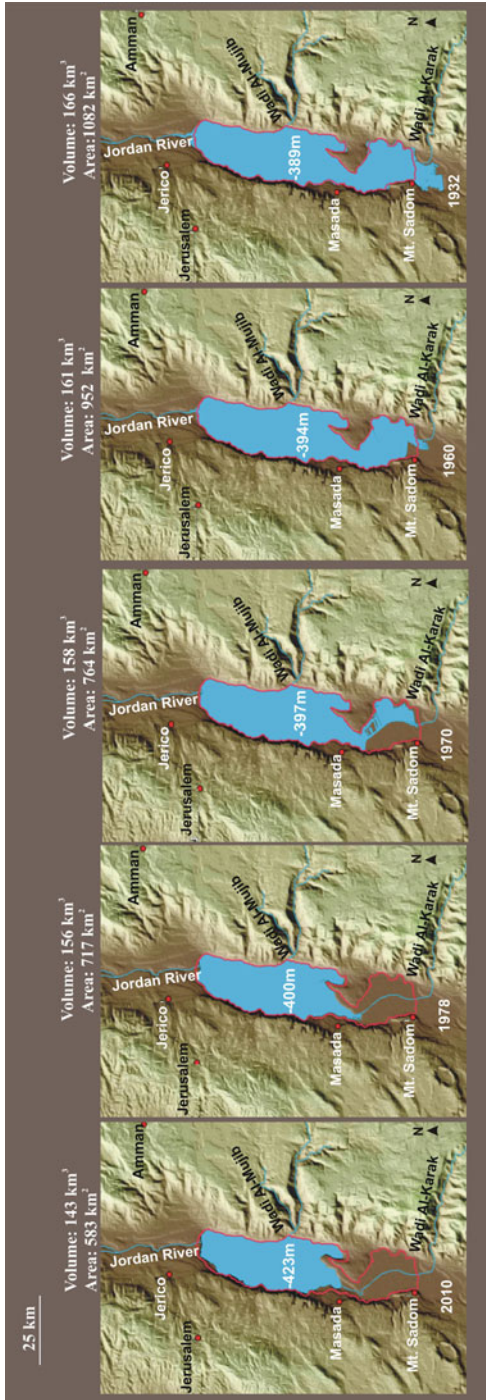 25 km
Volume: 143 km³
Area: 583 km²
Amman
Jordan River
Jerico
Jerusalem
Wadi Al-Mujib
-423m
Masada
Mt. Sadom
Wadi Al-Karak
N
2010
Volume: 156 km³
Area: 717 km²
Amman
Jordan River
Jerico
Jerusalem
Wadi Al-Mujib
-400m
Masada
Mt. Sadom
Wadi Al-Karak
N
1978
Volume: 158 km³
Area: 764 km²
Amman
Jordan River
Jerico
Jerusalem
Wadi Al-Mujib
-397m
Masada
Mt. Sadom
Wadi Al-Karak
N
1970
Volume: 161 km³
Area: 952 km²
Amman
Jordan River
Jerico
Jerusalem
Wadi Al-Mujib
-394m
Masada
Mt. Sadom
Wadi Al-Karak
N
1960
Volume: 166 km³
Area:1082 km²
Amman
Jordan River
Jerico
Jerusalem
Wadi Al-Mujib
-389m
Masada
Mt. Sadom
Wadi Al-Karak
N
1932